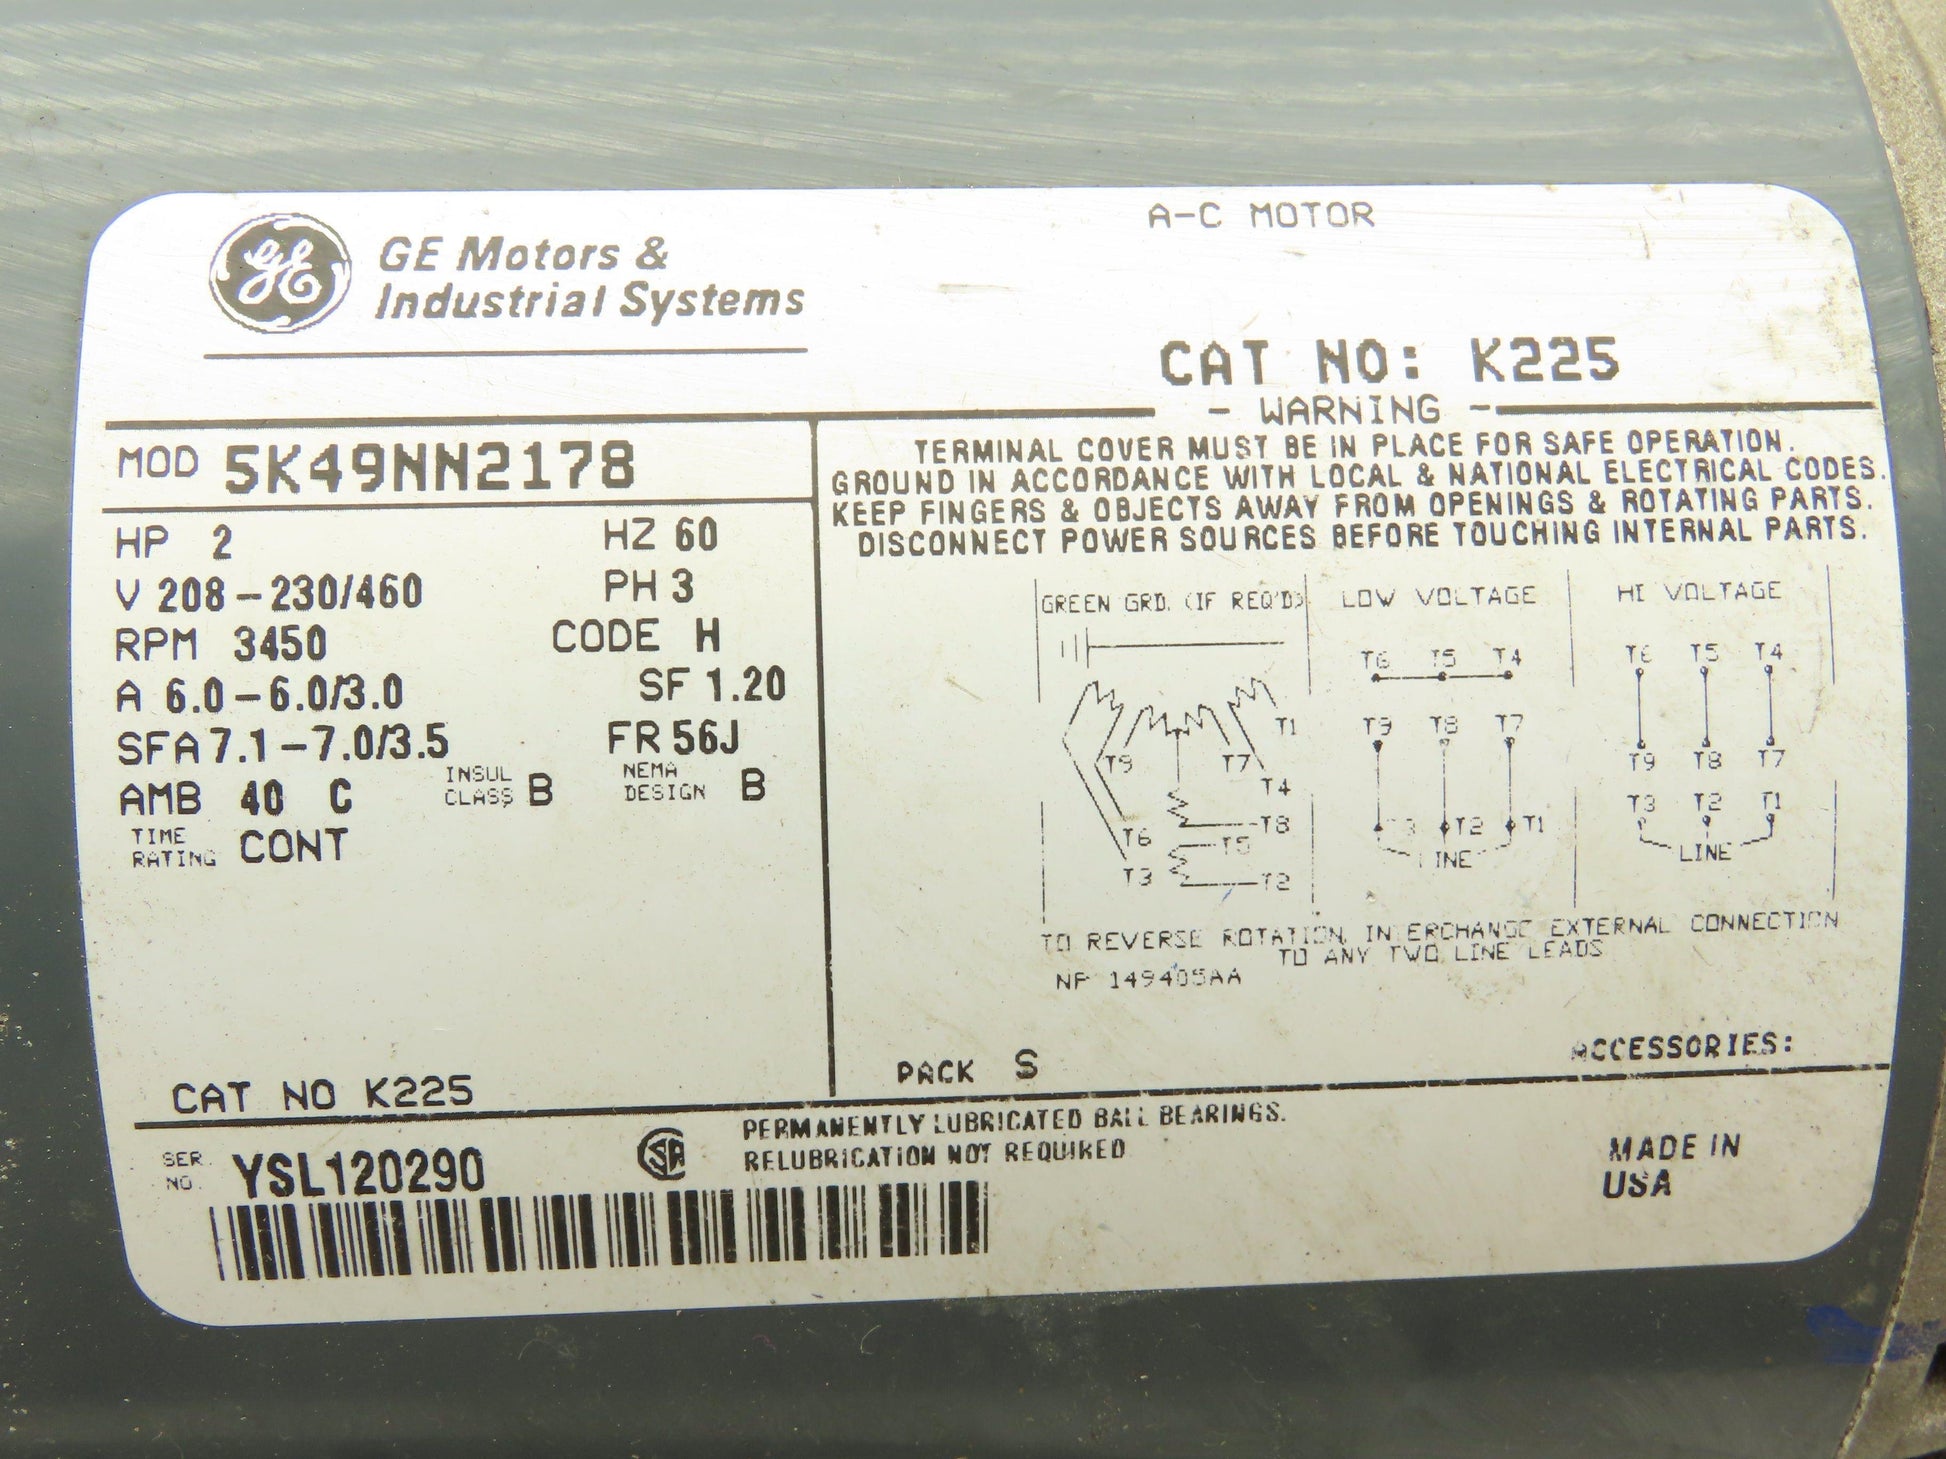 GE
GE Motors &
Industrial Systems
A-C MOTOR
CAT NO: K225
MOD 5K49NN2178
HP 2 HZ 60
V 208-230/460 PH 3
RPM 3450 CODE H
A 6.0-6.0/3.0 SF 1.20
SFA 7.1-7.0/3.5 FR 56J
AMB 40 C INSUL CLASS B NEMA DESIGN B
TIME RATING CONT
CAT NO K225
- WARNING -
TERMINAL COVER MUST BE IN PLACE FOR SAFE OPERATION.
GROUND IN ACCORDANCE WITH LOCAL & NATIONAL ELECTRICAL CODES.
KEEP FINGERS & OBJECTS AWAY FROM OPENINGS & ROTATING PARTS.
DISCONNECT POWER SOURCES BEFORE TOUCHING INTERNAL PARTS.
GREEN GRD. (IF REQ'D)
T1
T9 T7
T4
T6 T8
T5
T3 T2
LOW VOLTAGE
T6 T5 T4
T9 T8 T7
T3 T2 T1
LINE
HI VOLTAGE
T6 T5 T4
T9 T8 T7
T3 T2 T1
LINE
TO REVERSE ROTATION, INTERCHANGE EXTERNAL CONNECTION
TO ANY TWO LINE LEADS
NP 149405AA
PACK S ACCESSORIES:
SER. NO. YSL120290
SA
PERMANENTLY LUBRICATED BALL BEARINGS.
RELUBRICATION NOT REQUIRED
MADE IN
USA